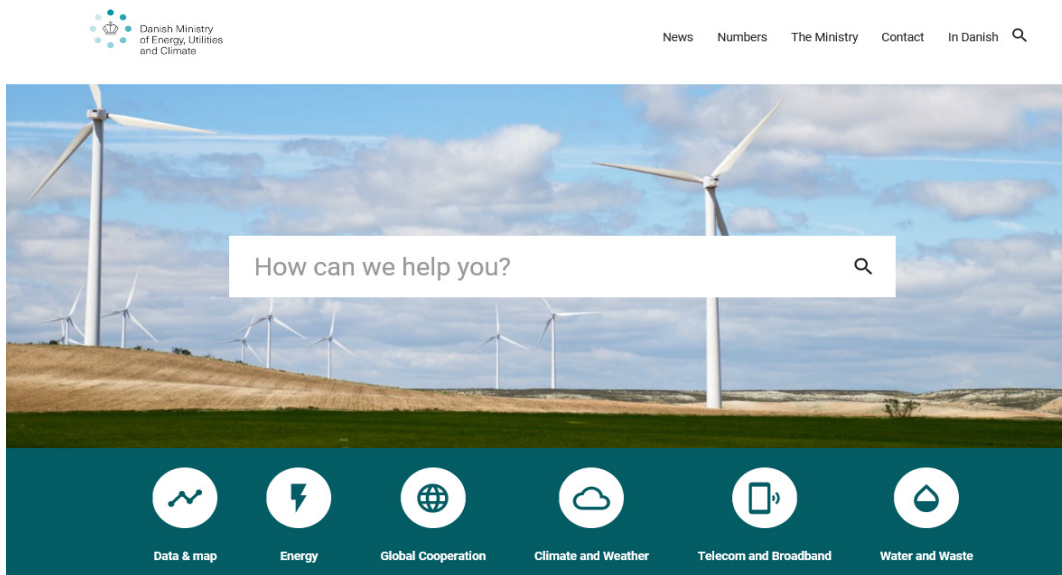 Danish Ministry
of Energy, Utilities
and Climate
News Numbers The Ministry Contact In Danish
How can we help you?
Data & map Energy Global Cooperation Climate and Weather Telecom and Broadband Water and Waste